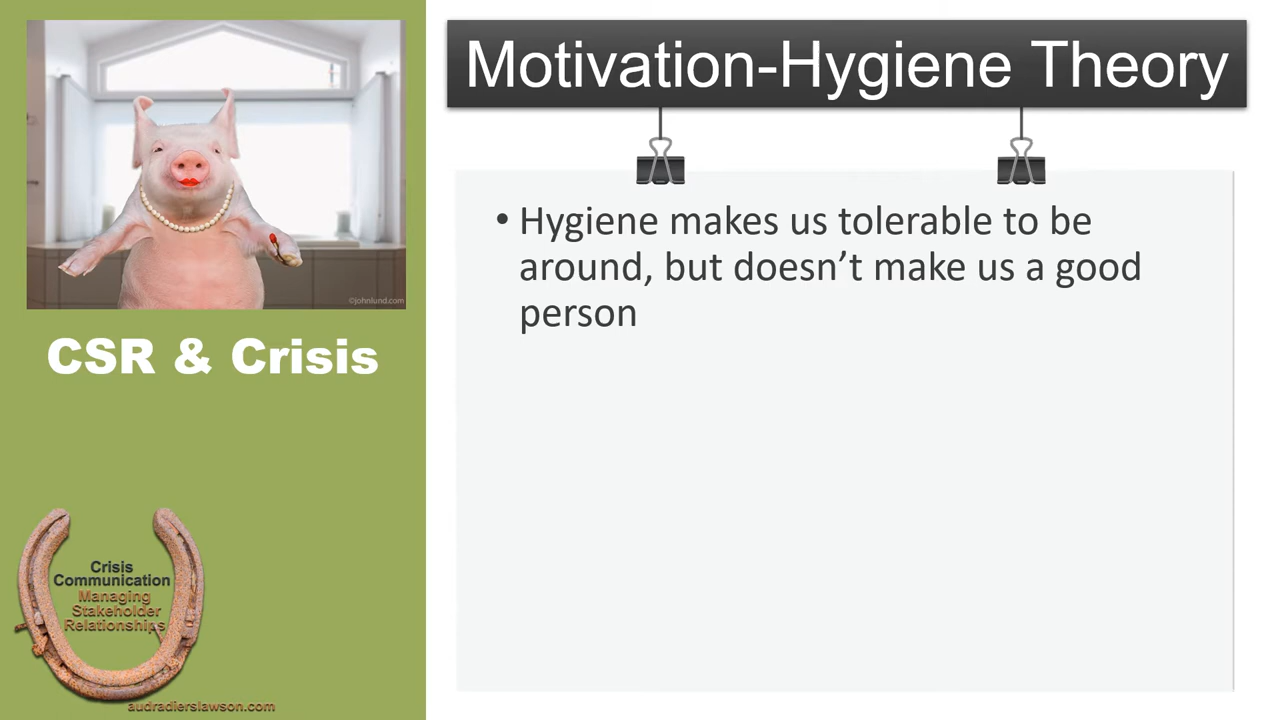 Motivation-Hygiene Theory
©johnlund.com
CSR & Crisis
• Hygiene makes us tolerable to be
around, but doesn’t make us a good
person
Crisis
Communication
Managing
Stakeholder
Relationships
audradierslawson.com